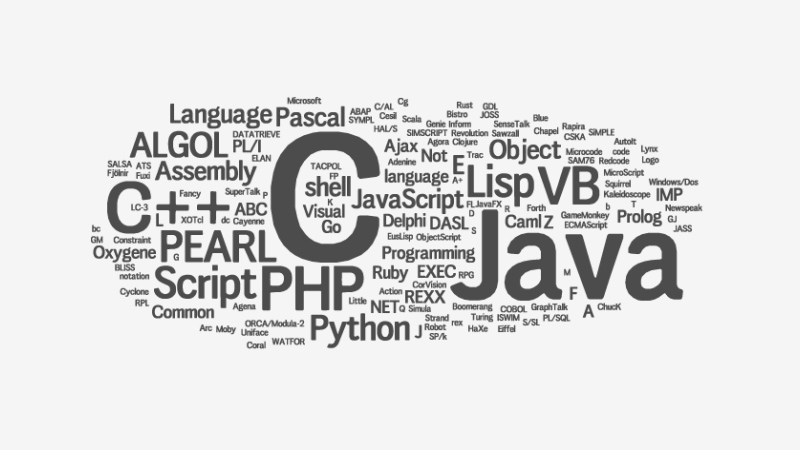 Microsoft
Language
Pascal
ABAP
SYMPL
C/AL
Cg
Cesil
HAL/S
Scala
Genie
Inform
Bistro
Rust
GDL
JOSS
SIMSCRIPT
Revolution
SenseTalk
Sawzall
Blue
Chapel
Rapira
CSKA
SiMPLE
ALGOL
DATATRIEVE
PL/I
ELAN
C
Ajax
Agora
Clojure
Adenine
Not
Trac
E
A+
Object
Microcode
code
SAM76
Redcode
AutoIt
Lynx
Logo
SALSA
ATS
Fjölnir
Fuxi
Assembly
TACPOL
FP
shell
K
Visual
Go
language
Lisp
VB
MicroScript
Squirrel
Kaleidoscope
Windows/Dos
IMP
C++
LC-3
Fancy
SuperTalk
P
L
XOTcl
dc
ABC
Cayenne
JavaScript
FL
JavaFX
R
Forth
D
S
Delphi
DASL
Caml
Z
GameMonkey
ECMAScript
b
T
Prolog
Newspeak
GJ
JASS
bc
GM
Constraint
Oxygene
PEARL
G
EusLisp
ObjectScript
Programming
Java
BLISS
notation
Script
PHP
Ruby
EXEC
RPG
M
F
Cyclone
RPL
Common
Agena
Little
Action
CorVision
REXX
NET
Q
Simula
Boomerang
COBOL
GraphTalk
A
ChucK
Arc
Moby
ORCA/Modula-2
Uniface
Coral
WATFOR
Python
J
Strand
Robot
SP/k
rex
Turing
HaXe
ISWIM
Eiffel
S/SL
PL/SQL